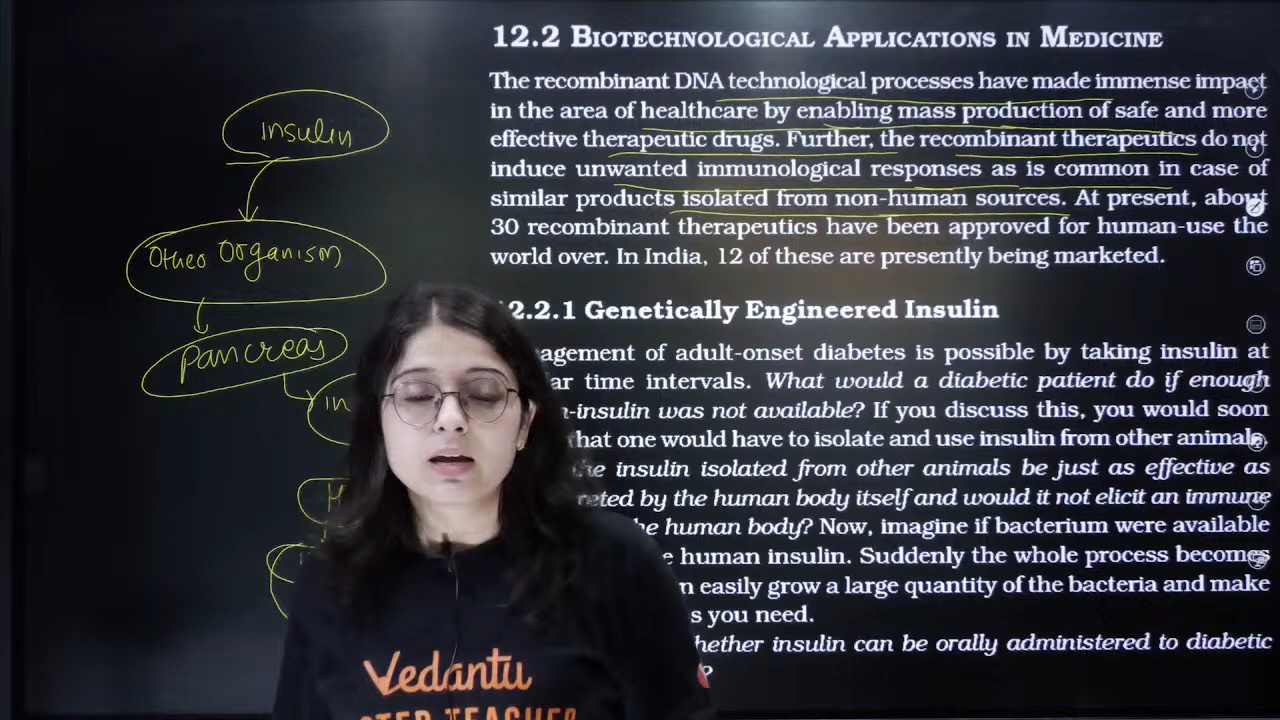 insulin
Other Organism
Pancreas
in
H
12.2 BIOTECHNOLOGICAL APPLICATIONS IN MEDICINE
The recombinant DNA technological processes have made immense impact
in the area of healthcare by enabling mass production of safe and more
effective therapeutic drugs. Further, the recombinant therapeutics do not
induce unwanted immunological responses as is common in case of
similar products isolated from non-human sources. At present, about
30 recombinant therapeutics have been approved for human-use the
world over. In India, 12 of these are presently being marketed.
2.2.1 Genetically Engineered Insulin
agement of adult-onset diabetes is possible by taking insulin at
ar time intervals. What would a diabetic patient do if enough
-insulin was not available? If you discuss this, you would soon
that one would have to isolate and use insulin from other animals.
he insulin isolated from other animals be just as effective as
reted by the human body itself and would it not elicit an immune
he human body? Now, imagine if bacterium were available
e human insulin. Suddenly the whole process becomes
n easily grow a large quantity of the bacteria and make
s you need.
hether insulin can be orally administered to diabetic
?
Vedantu
STER TEACHER